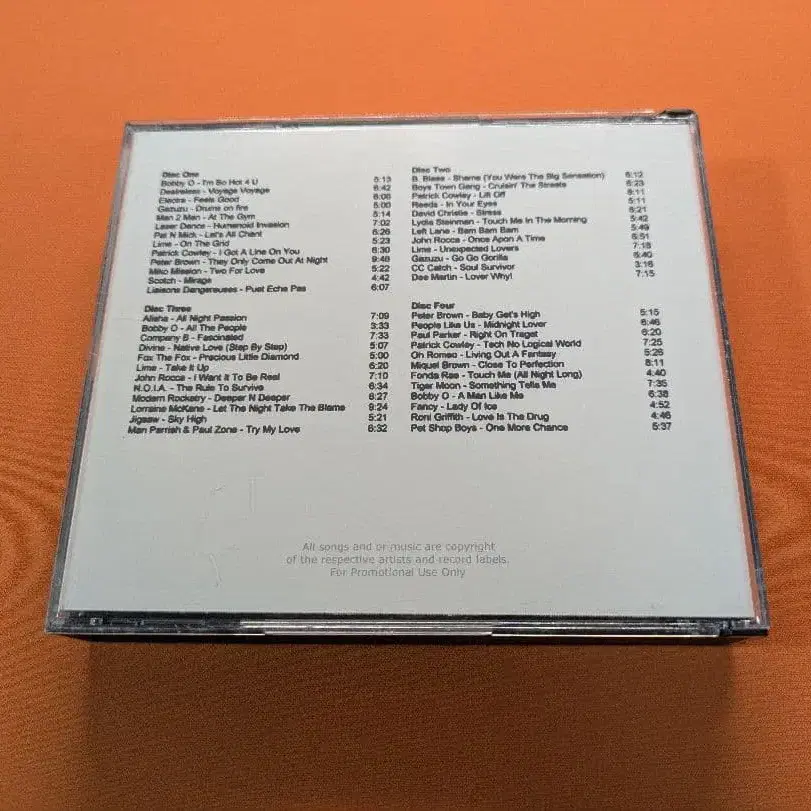 Disc One
Bobby O - I'm So Hot 4 U 5:13
Desireless - Voyage Voyage 6:42
Electra - Feels Good 6:08
Gazuzu - Drums on fire 5:00
Man 2 Man - At The Gym 5:14
Laser Dance - Humanoid Invasion 7:02
Pat N Mick - Let's All Chant 6:26
Lime - On The Grid 5:23
Patrick Cowley - I Got A Line On You 6:30
Peter Brown - They Only Come Out At Night 9:48
Miko Mission - Two For Love 5:22
Scotch - Mirage 4:42
Liaisons Dangereuses - Puet Eche Pas 6:07
Disc Two
B. Blase - Shame (You Were The Big Sensation) 6:12
Boys Town Gang - Cruisin' The Streets 6:23
Patrick Cowley - Lift Off 6:11
Reeds - In Your Eyes 5:11
David Christie - Stress 6:21
Lydia Steinman - Touch Me In The Morning 5:42
Left Lane - Bam Bam Bam 5:49
John Rocca - Once Upon A Time 6:51
Lime - Unexpected Lovers 7:18
Gazuzu - Go Go Gorilla 5:40
CC Catch - Soul Survivor 3:16
Dee Martin - Lover Why! 7:15
Disc Three
Alisha - All Night Passion 7:09
Bobby O - All The People 3:33
Company B - Fascinated 7:33
Divine - Native Love (Step By Step) 5:07
Fox The Fox - Precious Little Diamond 5:00
Lime - Take It Up 6:20
John Rocca - I Want It To Be Real 7:10
N.O.I.A. - The Rule To Survive 6:34
Modern Rocketry - Deeper N Deeper 6:27
Lorraine McKane - Let The Night Take The Blame 9:24
Jigsaw - Sky High 5:21
Man Parrish & Paul Zone - Try My Love 6:32
Disc Four
Peter Brown - Baby Get's High 5:15
People Like Us - Midnight Lover 6:46
Paul Parker - Right On Traget 6:20
Patrick Cowley - Tech No Logical World 7:25
Oh Romeo - Living Out A Fantasy 5:26
Miquel Brown - Close To Perfection 8:11
Fonda Rae - Touch Me (All Night Long) 4:40
Tiger Moon - Something Tells Me 7:35
Bobby O - A Man Like Me 6:38
Fancy - Lady Of Ice 4:52
Roni Griffith - Love Is The Drug 4:46
Pet Shop Boys - One More Chance 5:37
All songs and or music are copyright
of the respective artists and record labels.
For Promotional Use Only